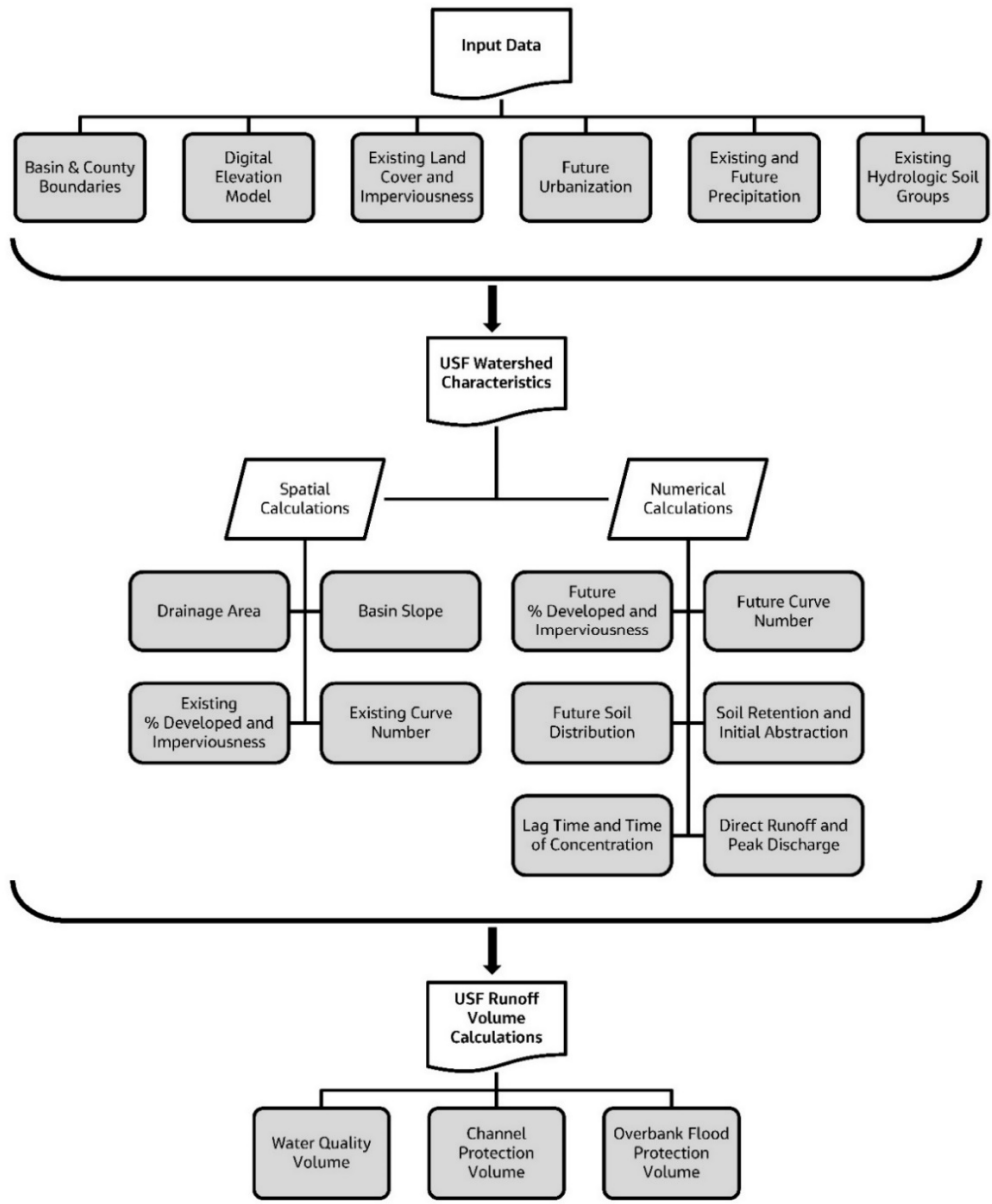 Input Data
Basin & County
Boundaries
Digital
Elevation
Model
Existing Land
Cover and
Imperviousness
Future
Urbanization
Existing and
Future
Precipitation
Existing
Hydrologic Soil
Groups
USF Watershed
Characteristics
Spatial
Calculations
Numerical
Calculations
Drainage Area
Basin Slope
Future
% Developed and
Imperviousness
Future Curve
Number
Existing
% Developed and
Imperviousness
Existing Curve
Number
Future Soil
Distribution
Soil Retention and
Initial Abstraction
Lag Time and Time
of Concentration
Direct Runoff and
Peak Discharge
USF Runoff
Volume
Calculations
Water Quality
Volume
Channel
Protection
Volume
Overbank Flood
Protection
Volume